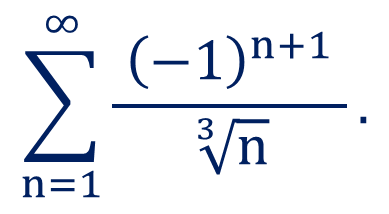 ∞
∑ (−1)ⁿ⁺¹ / ∛n .
n=1